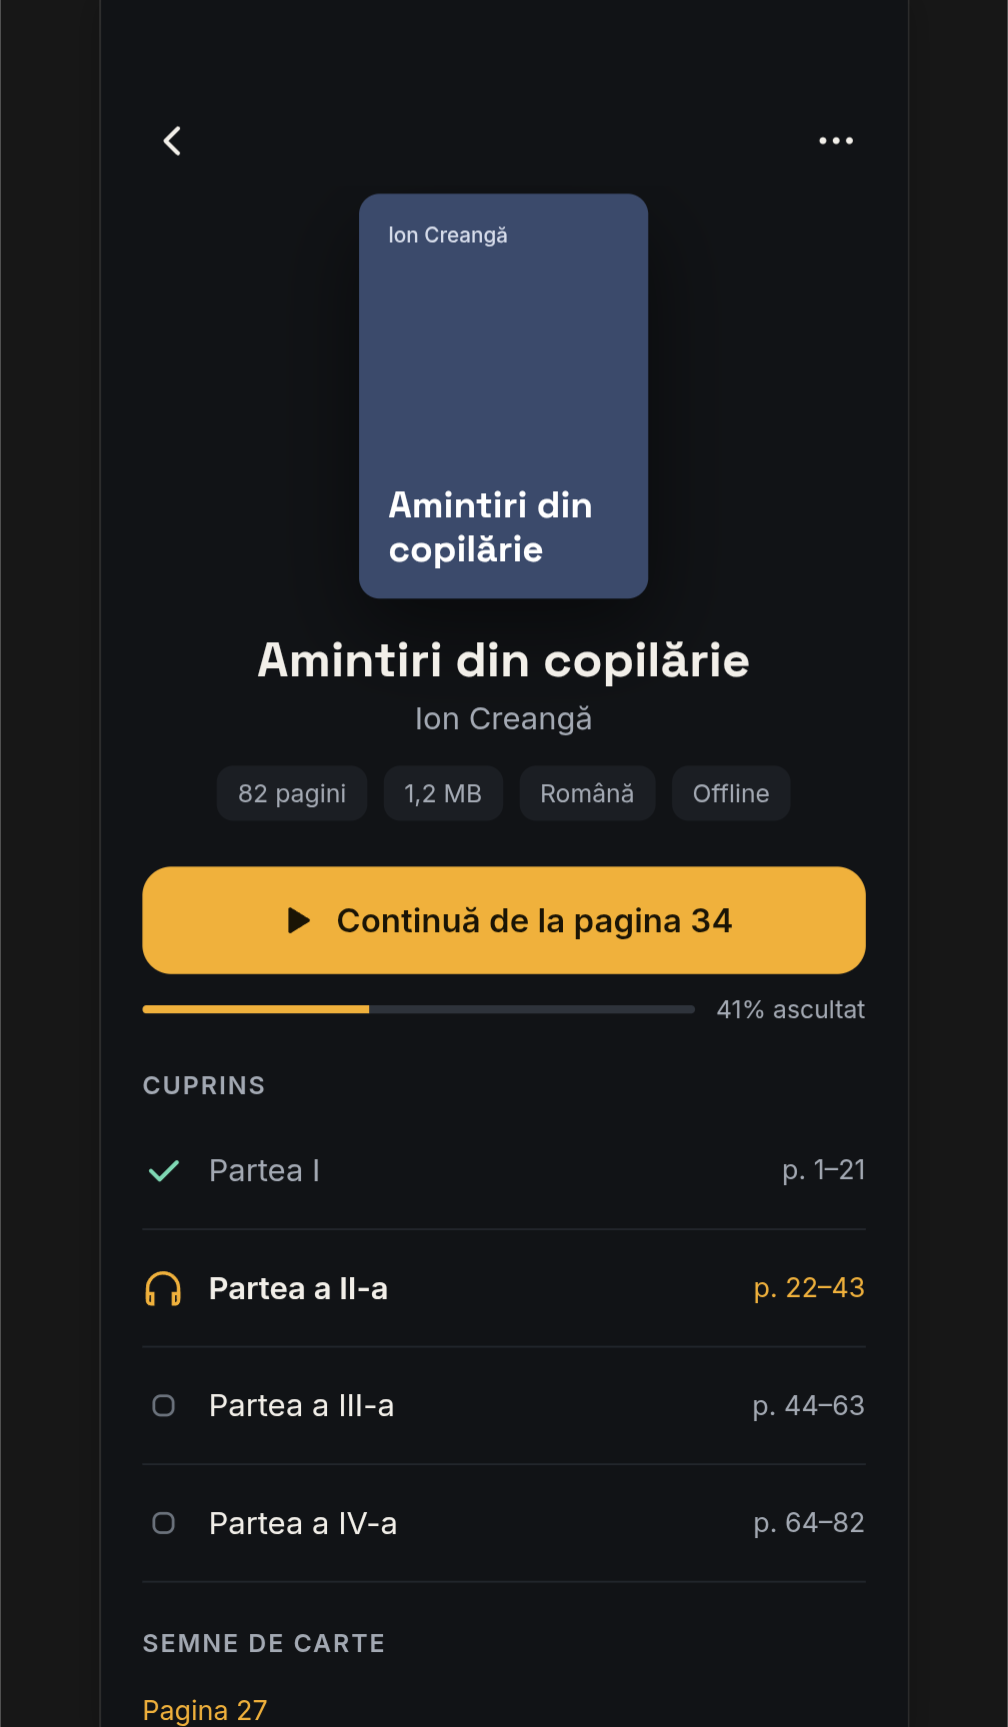 Ion Creangă
Amintiri din
copilărie
Amintiri din copilărie
Ion Creangă
82 pagini 1,2 MB Română Offline
Continuă de la pagina 34
41% ascultat
CUPRINS
Partea I p. 1–21
Partea a II-a p. 22–43
Partea a III-a p. 44–63
Partea a IV-a p. 64–82
SEMNE DE CARTE
Pagina 27